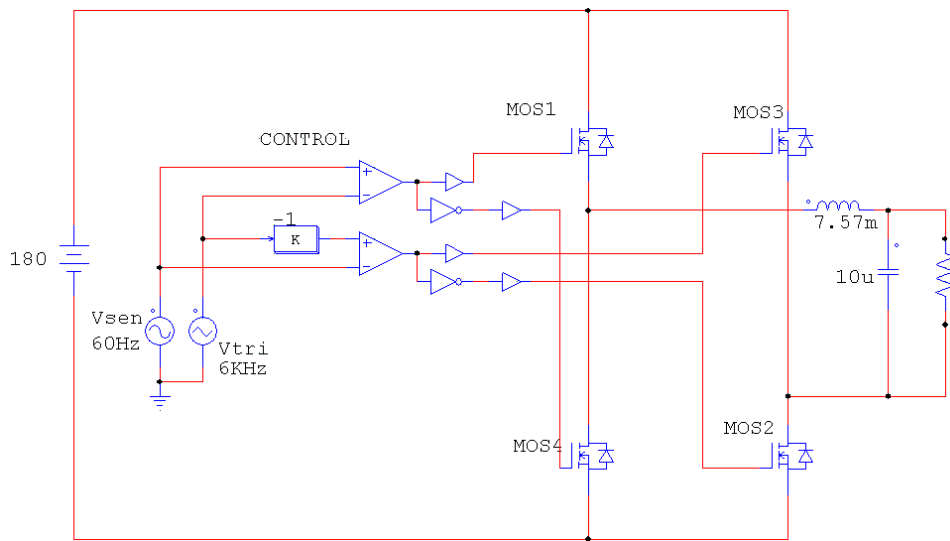 MOS1
MOS3
CONTROL
+
−
-1
K
7.57m
+
−
180
10u
Vsen
60Hz
Vtri
6KHz
MOS4
MOS2